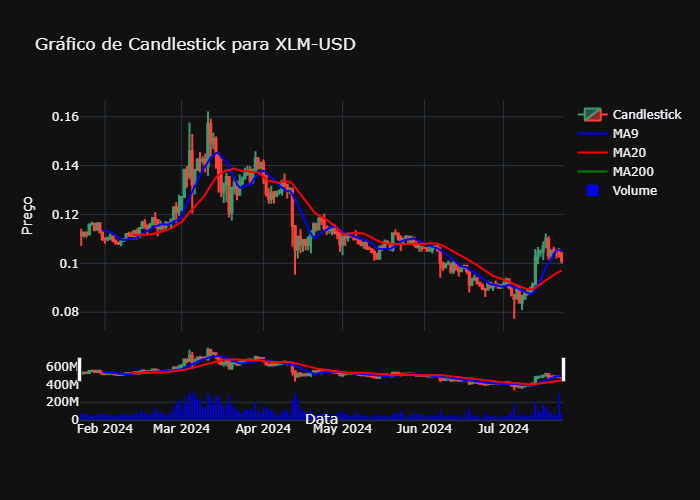 Gráfico de Candlestick para XLM-USD
0.16
0.14
0.12
0.1
0.08
Preço
Candlestick
MA9
MA20
MA200
Volume
600M
400M
200M
0
Feb 2024
Mar 2024
Apr 2024
May 2024
Jun 2024
Jul 2024
Data